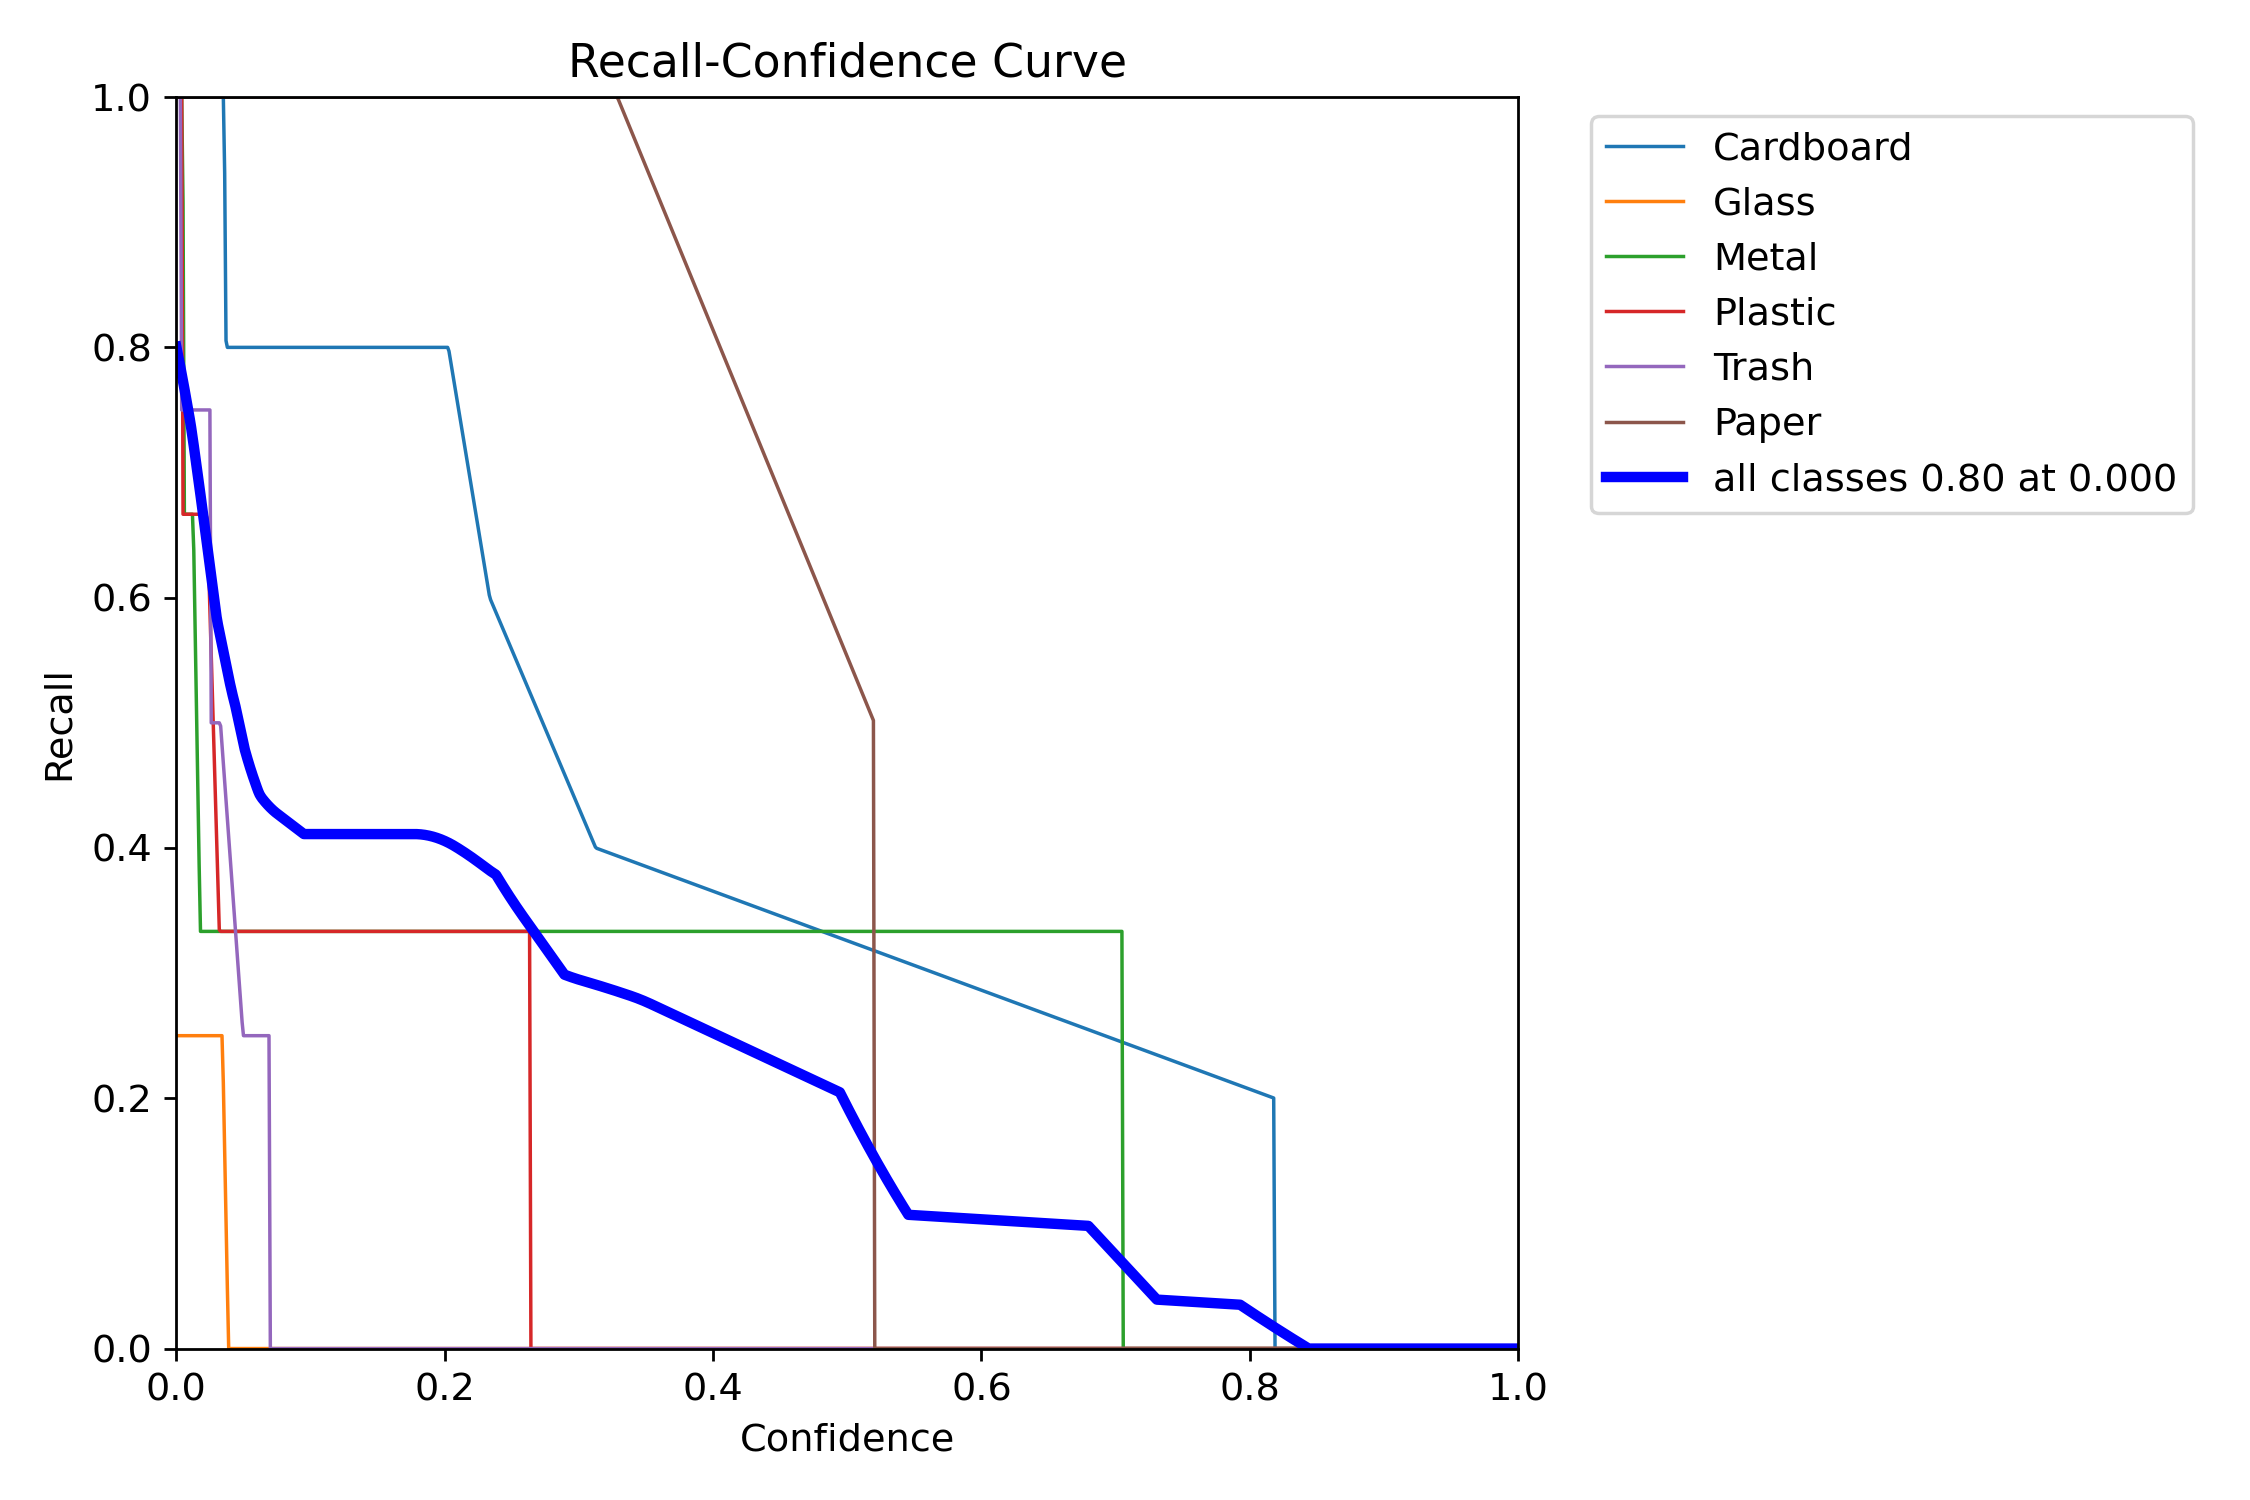 Recall-Confidence Curve
1.0
0.8
0.6
0.4
0.2
0.0
Recall
0.0 0.2 0.4 0.6 0.8 1.0
Confidence
Cardboard
Glass
Metal
Plastic
Trash
Paper
all classes 0.80 at 0.000